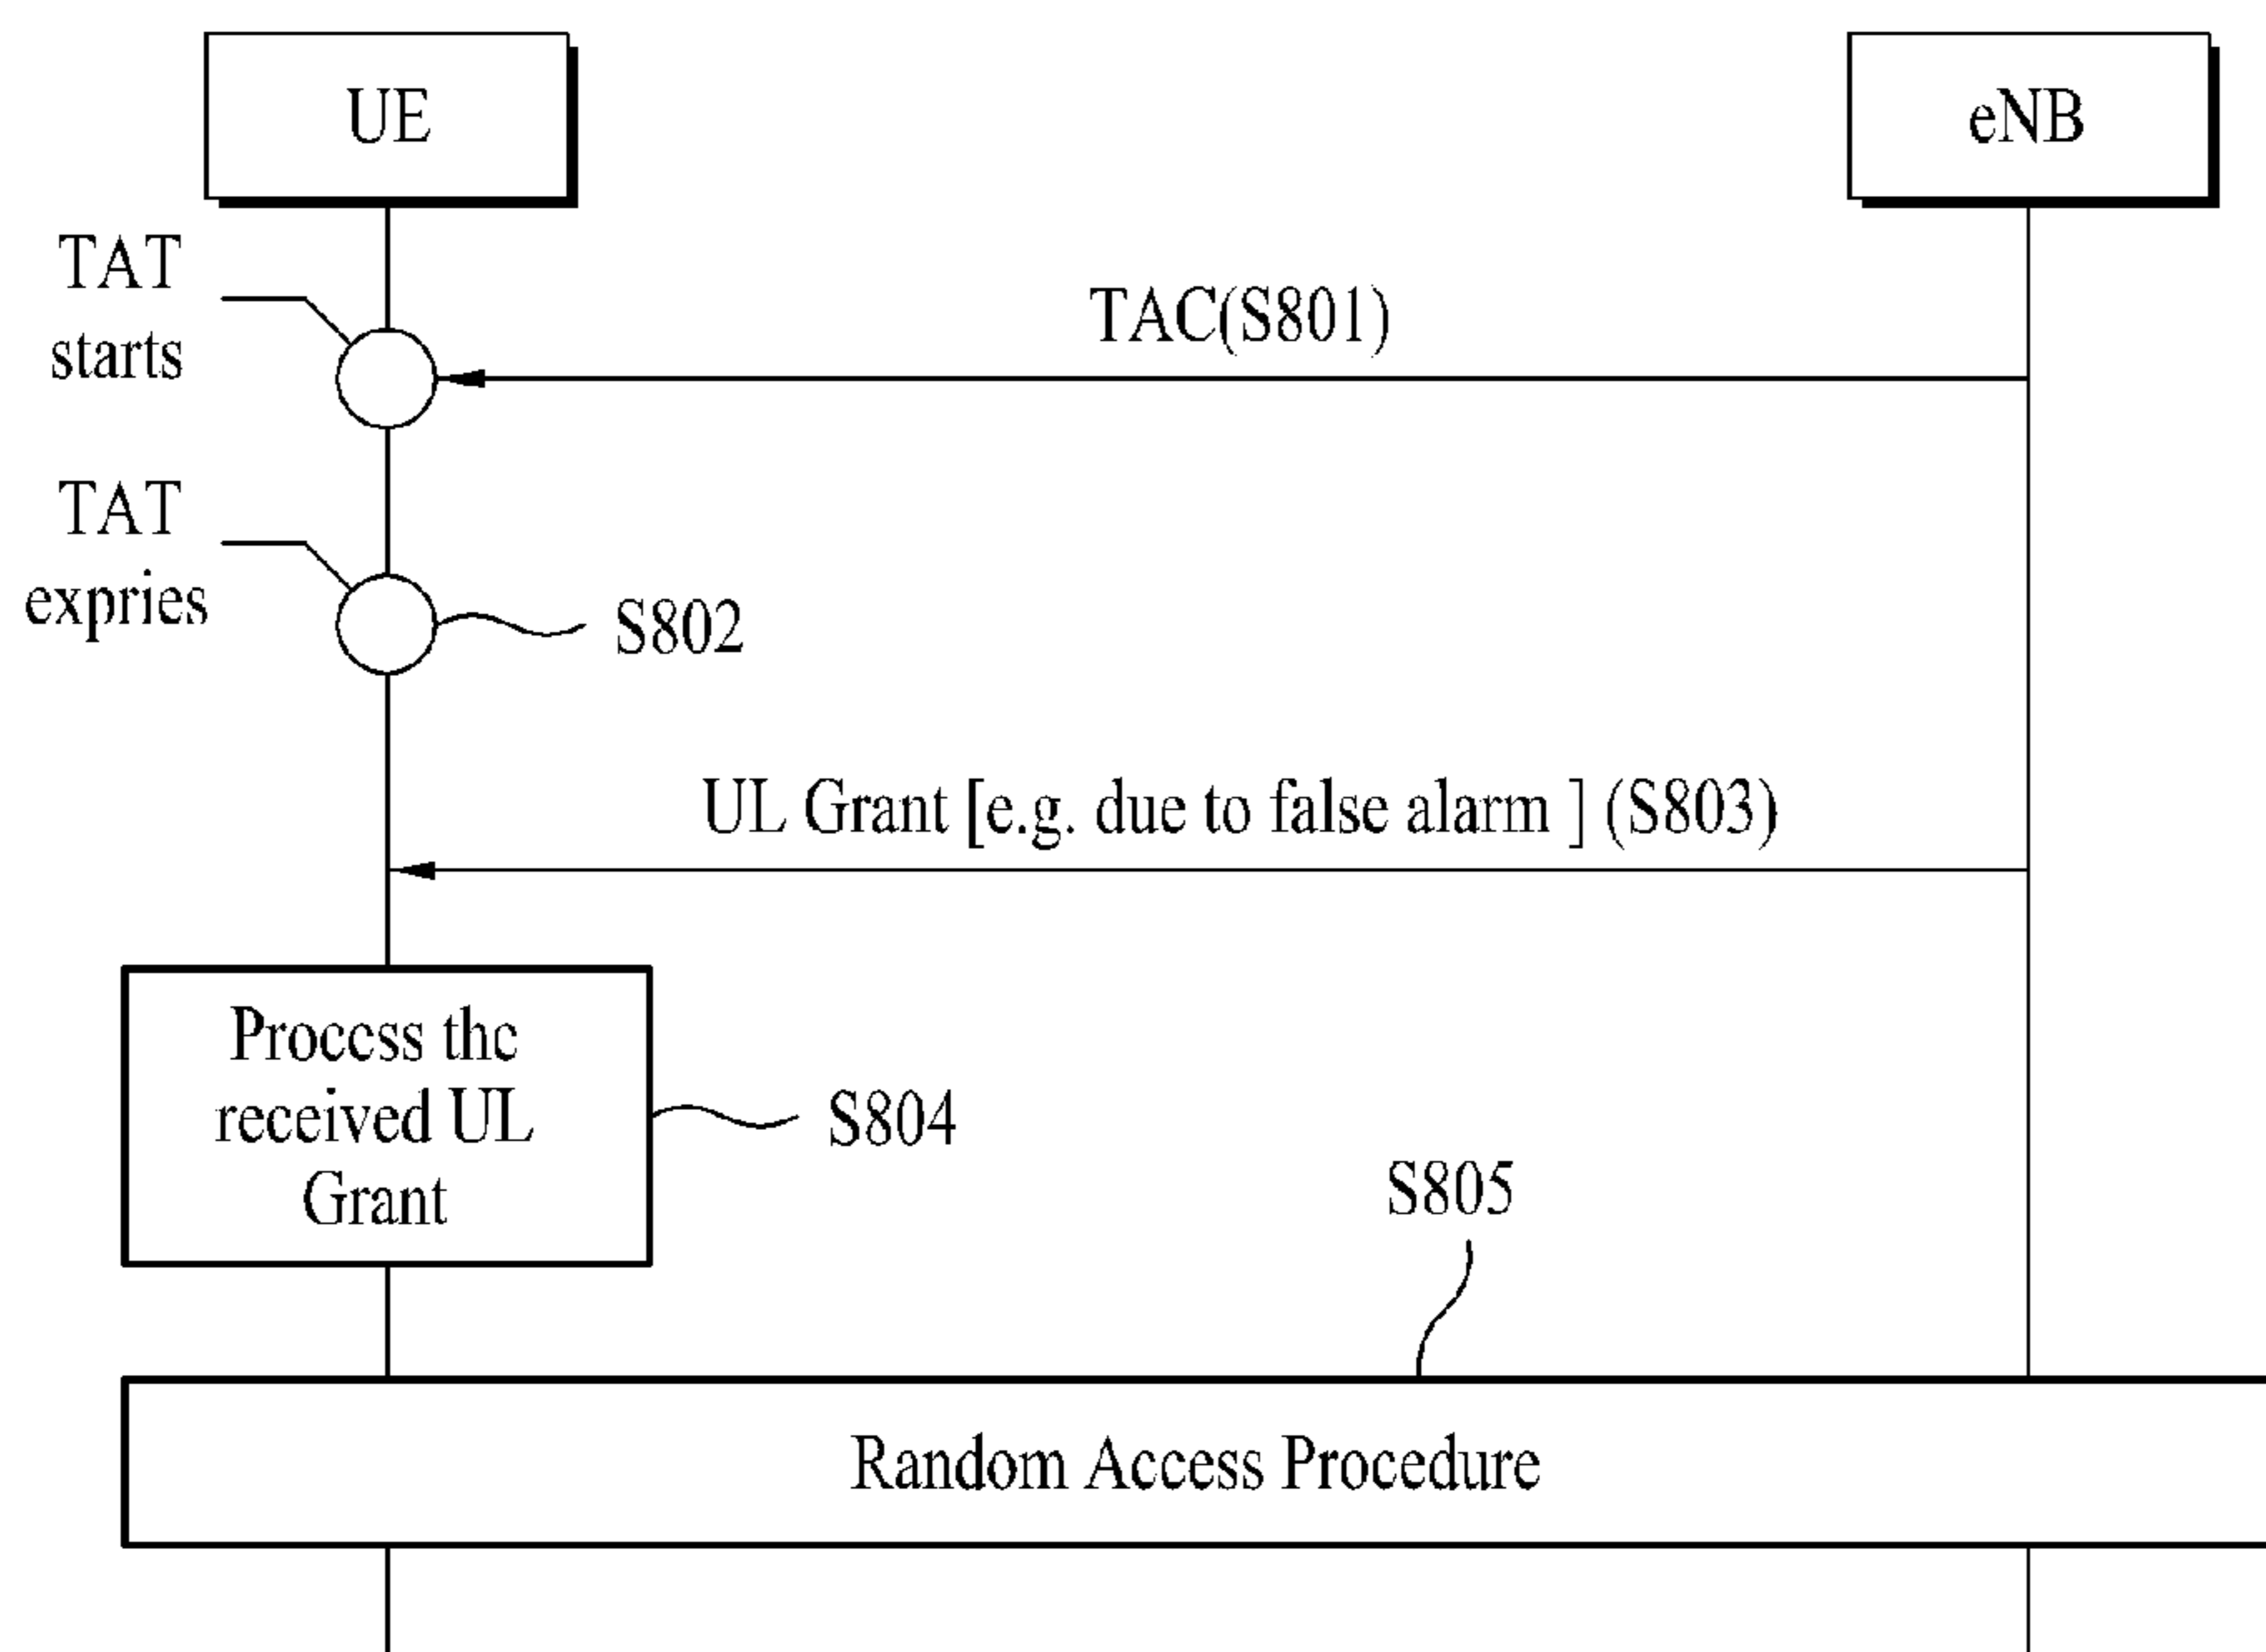 UE
eNB
TAT
starts
TAC(S801)
TAT
expries
S802
UL Grant [e.g. due to false alarm ] (S803)
Process the
received UL
Grant
S804
S805
Random Access Procedure